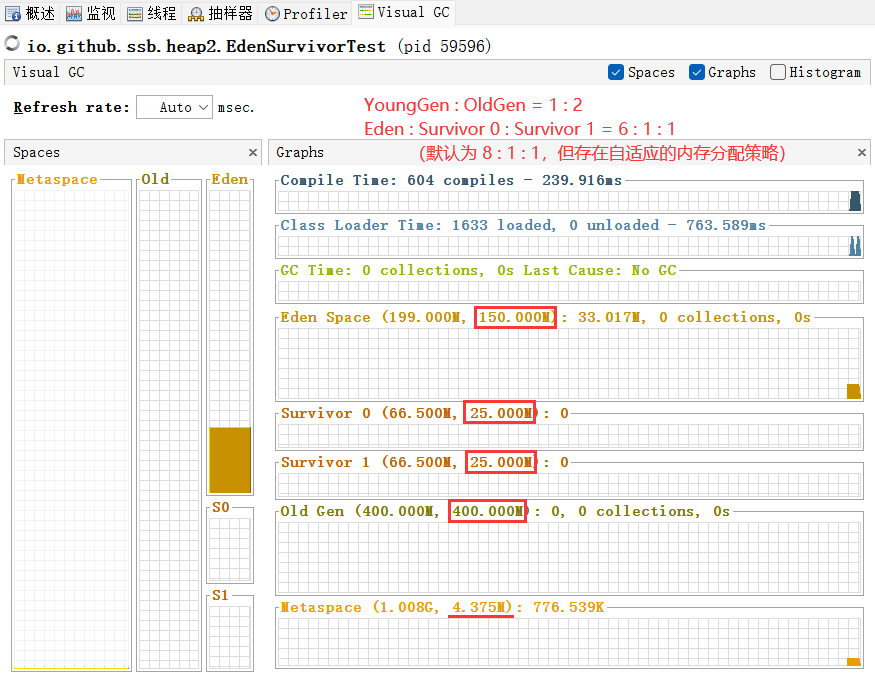 概述 监视 线程 抽样器 Profiler Visual GC
io.github.ssb.heap2.EdenSurvivorTest (pid 59596)
Visual GC Spaces Graphs Histogram
Refresh rate: Auto msec.
YoungGen : OldGen = 1 : 2
Eden : Survivor 0 : Survivor 1 = 6 : 1 : 1
(默认为 8 : 1 : 1，但存在自适应的内存分配策略)
Spaces
Metaspace Old Eden
S0
S1
Graphs
Compile Time: 604 compiles - 239.916ms
Class Loader Time: 1633 loaded, 0 unloaded - 763.589ms
GC Time: 0 collections, 0s Last Cause: No GC
Eden Space (199.000M, 150.000M): 33.017M, 0 collections, 0s
Survivor 0 (66.500M, 25.000M): 0
Survivor 1 (66.500M, 25.000M): 0
Old Gen (400.000M, 400.000M): 0, 0 collections, 0s
Metaspace (1.008G, 4.375M): 776.539K